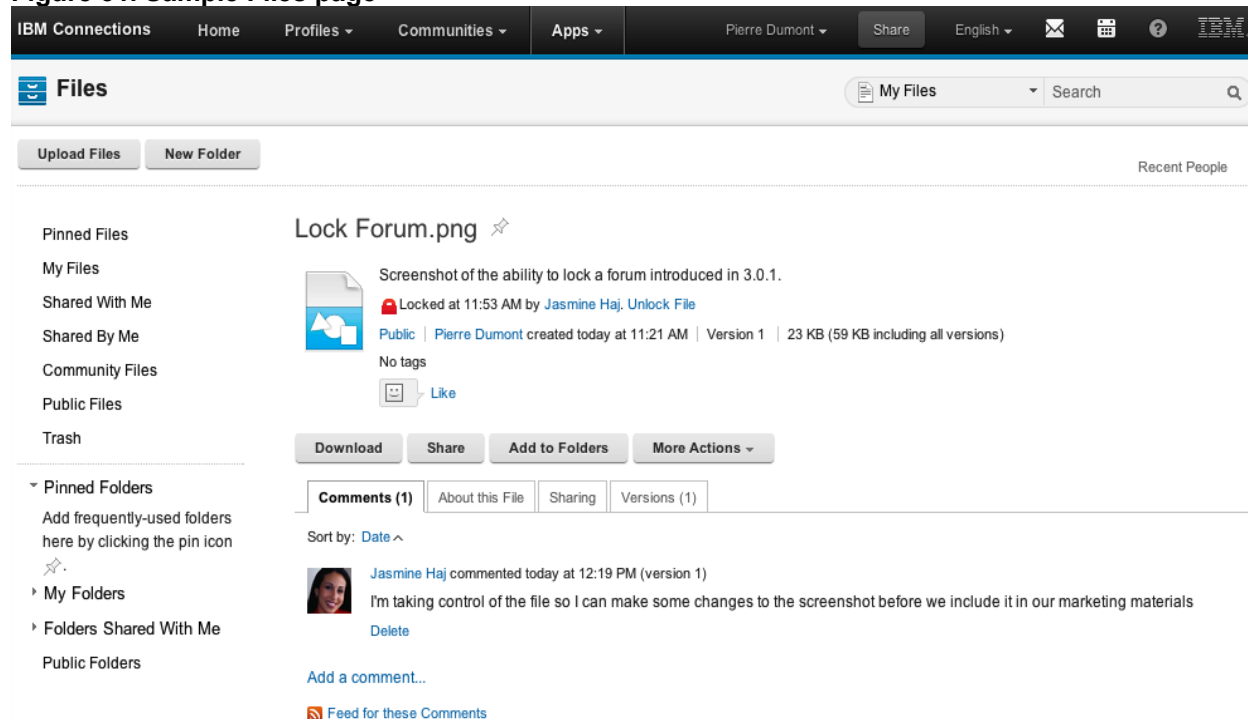 Figure 61: Sample Files page
IBM Connections Home Profiles Communities Apps Pierre Dumont Share English IBM
Files
My Files Search
Upload Files New Folder
Recent People
Pinned Files
My Files
Shared With Me
Shared By Me
Community Files
Public Files
Trash
Pinned Folders
Add frequently-used folders
here by clicking the pin icon
.
My Folders
Folders Shared With Me
Public Folders
Lock Forum.png
Screenshot of the ability to lock a forum introduced in 3.0.1.
Locked at 11:53 AM by Jasmine Haj. Unlock File
Public | Pierre Dumont created today at 11:21 AM | Version 1 | 23 KB (59 KB including all versions)
No tags
Like
Download Share Add to Folders More Actions
Comments (1) About this File Sharing Versions (1)
Sort by: Date
Jasmine Haj commented today at 12:19 PM (version 1)
I'm taking control of the file so I can make some changes to the screenshot before we include it in our marketing materials
Delete
Add a comment...
Feed for these Comments